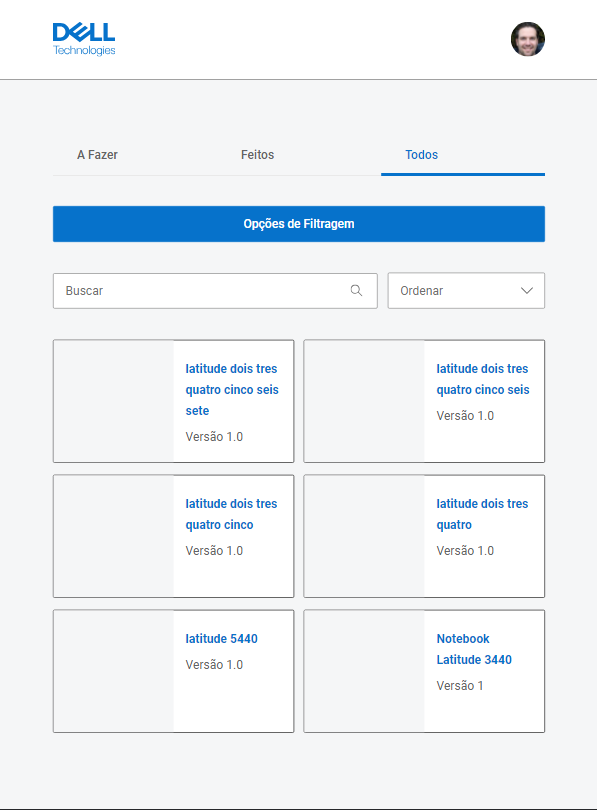 DELL
Technologies
A Fazer
Feitos
Todos
Opções de Filtragem
Buscar
Ordenar
latitude dois tres
quatro cinco seis
sete
Versão 1.0
latitude dois tres
quatro cinco seis
Versão 1.0
latitude dois tres
quatro cinco
Versão 1.0
latitude dois tres
quatro
Versão 1.0
latitude 5440
Versão 1.0
Notebook
Latitude 3440
Versão 1